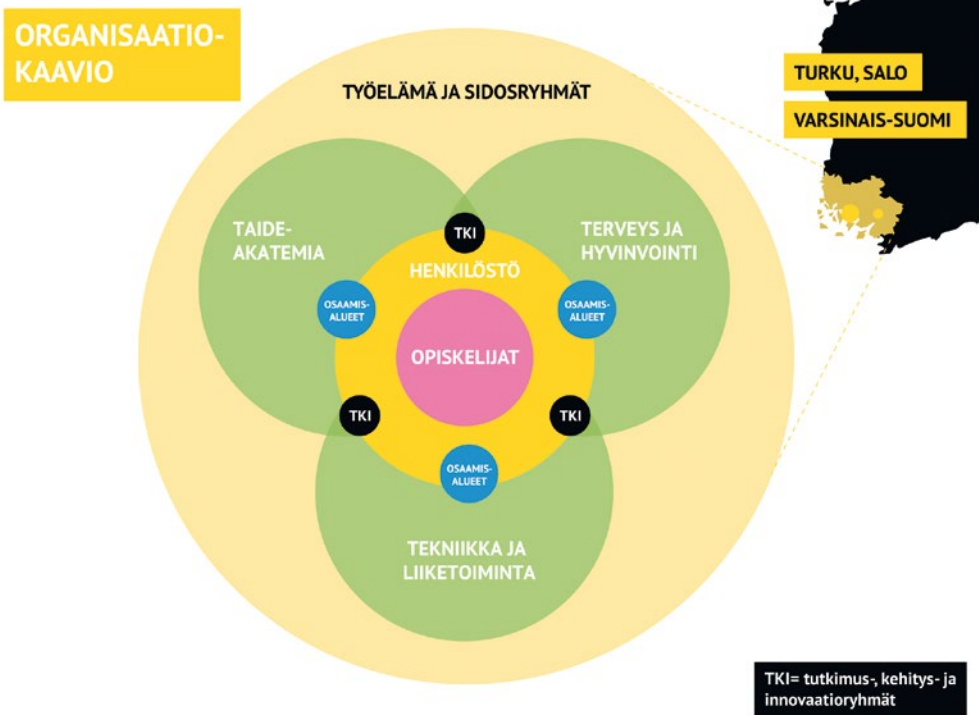 ORGANISAATIO-
KAAVIO
TYÖELÄMÄ JA SIDOSRYHMÄT
TURKU, SALO
VARSINAIS-SUOMI
TAIDE-
AKATEMIA
TKI
TERVEYS JA
HYVINVOINTI
HENKILÖSTÖ
OSAAMIS-
ALUEET
OSAAMIS-
ALUEET
OPISKELIJAT
TKI
TKI
OSAAMIS-
ALUEET
TEKNIIKKA JA
LIIKETOIMINTA
TKI= tutkimus-, kehitys- ja
innovaatioryhmät